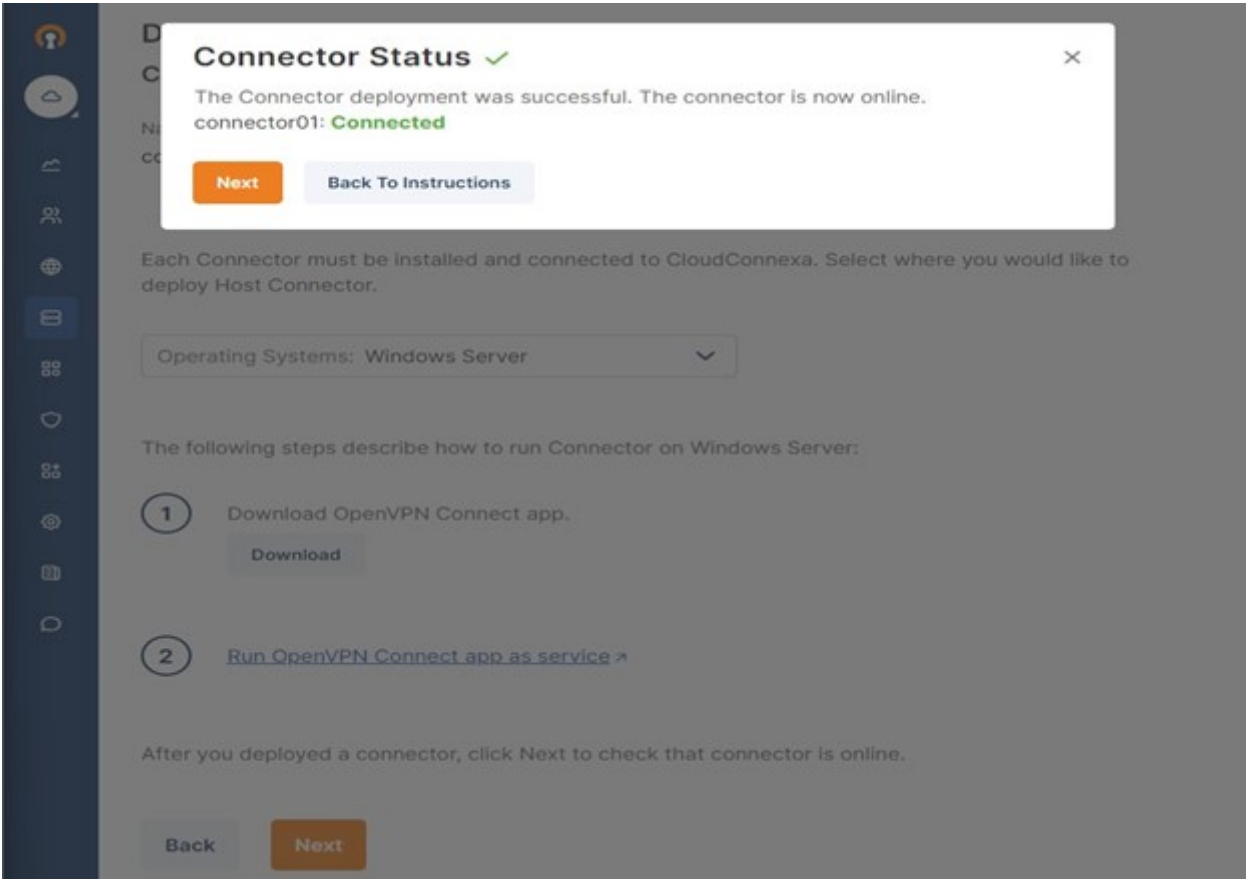 Connector Status
The Connector deployment was successful. The connector is now online.
connector01: Connected
Next
Back To Instructions
Each Connector must be installed and connected to CloudConnexa. Select where you would like to
deploy Host Connector.
Operating Systems: Windows Server
The following steps describe how to run Connector on Windows Server:
1
Download OpenVPN Connect app.
Download
2
Run OpenVPN Connect app as service
After you deployed a connector, click Next to check that connector is online.
Back
Next